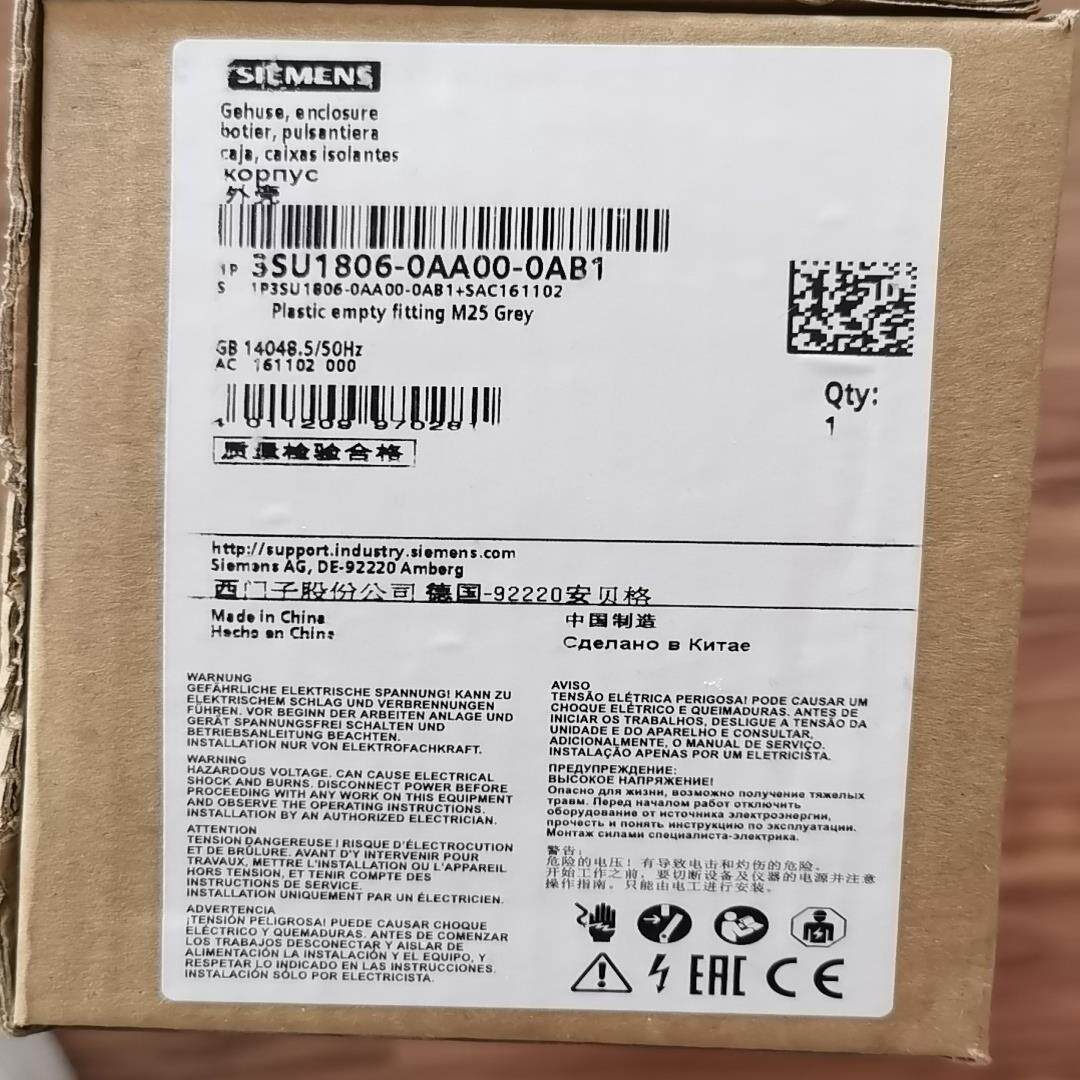 SIEMENS
Gehuse, enclosure
botier, pulsantiera
caja, caixas isolantes
корпус
外壳
1P 3SU1806-0AA00-0AB1
S 1P3SU1806-0AA00-0AB1+SAC161102
Plastic empty fitting M25 Grey
GB 14048.5/50Hz
AC 161102 000
Qty:
1
质量检验合格
http://support.industry.siemens.com
Siemens AG, DE-92220 Amberg
西门子股份公司 德国-92220安贝格
Made in China
Hecho en China
中国制造
Сделано в Китае
WARNUNG
GEFÄHRLICHE ELEKTRISCHE SPANNUNG! KANN ZU
ELEKTRISCHEM SCHLAG UND VERBRENNUNGEN
FÜHREN. VOR BEGINN DER ARBEITEN ANLAGE UND
GERÄT SPANNUNGSFREI SCHALTEN UND
BETRIEBSANLEITUNG BEACHTEN.
INSTALLATION NUR VON ELEKTROFACHKRAFT.
WARNING
HAZARDOUS VOLTAGE. CAN CAUSE ELECTRICAL
SHOCK AND BURNS. DISCONNECT POWER BEFORE
PROCEEDING WITH ANY WORK ON THIS EQUIPMENT
AND OBSERVE THE OPERATING INSTRUCTIONS.
INSTALLATION BY AN AUTHORIZED ELECTRICIAN.
ATTENTION
TENSION DANGEREUSE! RISQUE D'ÉLECTROCUTION
ET DE BRÛLURE. AVANT D'Y INTERVENIR POUR
TRAVAUX, METTRE L'INSTALLATION OU L'APPAREIL
HORS TENSION, ET TENIR COMPTE DES
INSTRUCTIONS DE SERVICE.
INSTALLATION UNIQUEMENT PAR UN ÉLECTRICIEN.
ADVERTENCIA
¡TENSIÓN PELIGROSA! PUEDE CAUSAR CHOQUE
ELÉCTRICO Y QUEMADURAS. ANTES DE COMENZAR
LOS TRABAJOS DESCONECTAR Y AISLAR DE
ALIMENTACIÓN LA INSTALACIÓN Y EL EQUIPO, Y
RESPETAR LO INDICADO EN LAS INSTRUCCIONES.
INSTALACIÓN SÓLO POR ELECTRICISTA.
AVISO
TENSÃO ELÉTRICA PERIGOSA! PODE CAUSAR UM
CHOQUE ELÉTRICO E QUEIMADURAS. ANTES DE
INICIAR OS TRABALHOS, DESLIGUE A TENSÃO DA
UNIDADE E DO APARELHO E CONSULTAR,
ADICIONALMENTE, O MANUAL DE SERVIÇO.
INSTALAÇÃO APENAS POR UM ELETRICISTA.
ПРЕДУПРЕЖДЕНИЕ:
ВЫСОКОЕ НАПРЯЖЕНИЕ!
Опасно для жизни, возможно получение тяжелых
травм. Перед началом работ отключить
оборудование от источника электроэнергии,
прочесть и понять инструкцию по эксплуатации.
Монтаж силами специалиста-электрика.
警告:
危险的电压! 有导致电击和灼伤的危险。
开始工作之前, 要切断设备及仪器的电源并注意
操作指南。只能由电工进行安装。
EAC CE